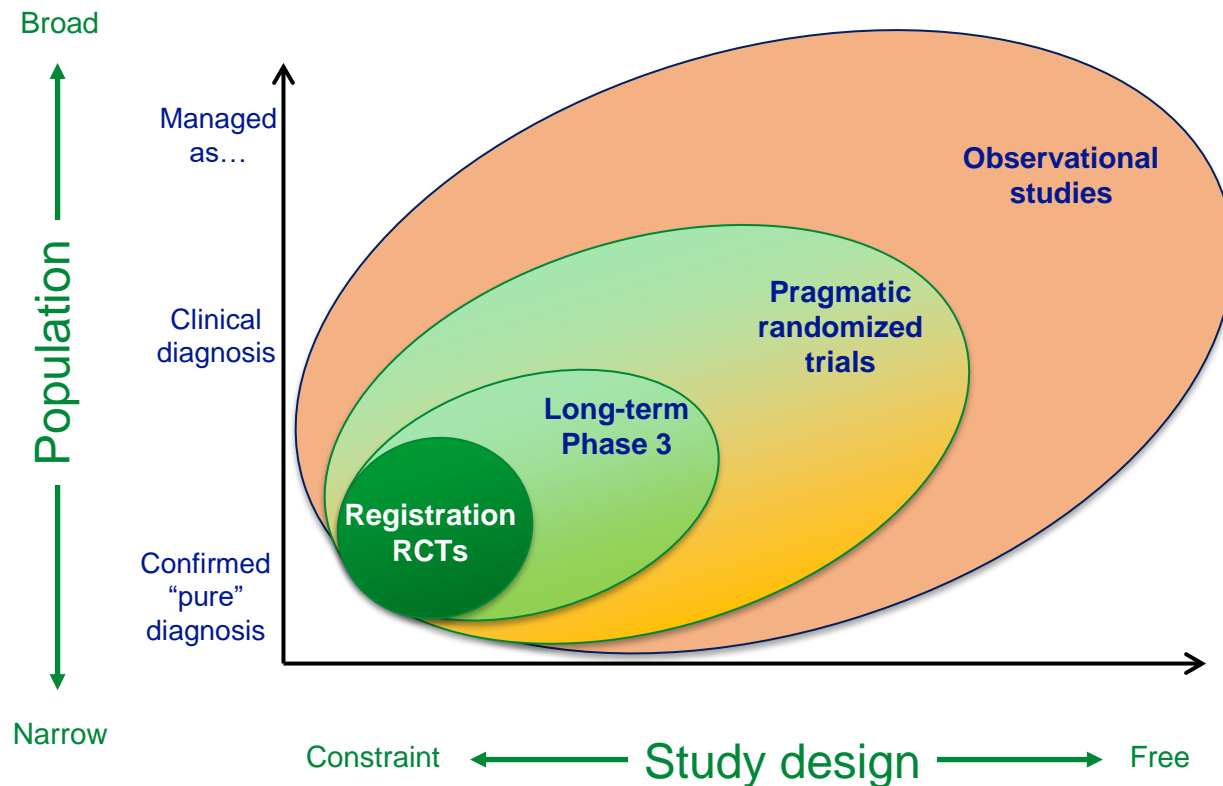 Broad
Managed
as…
Observational
studies
Population
Clinical
diagnosis
Pragmatic
randomized
trials
Long-term
Phase 3
Registration
RCTs
Confirmed
“pure”
diagnosis
Narrow
Constraint
Study design
Free